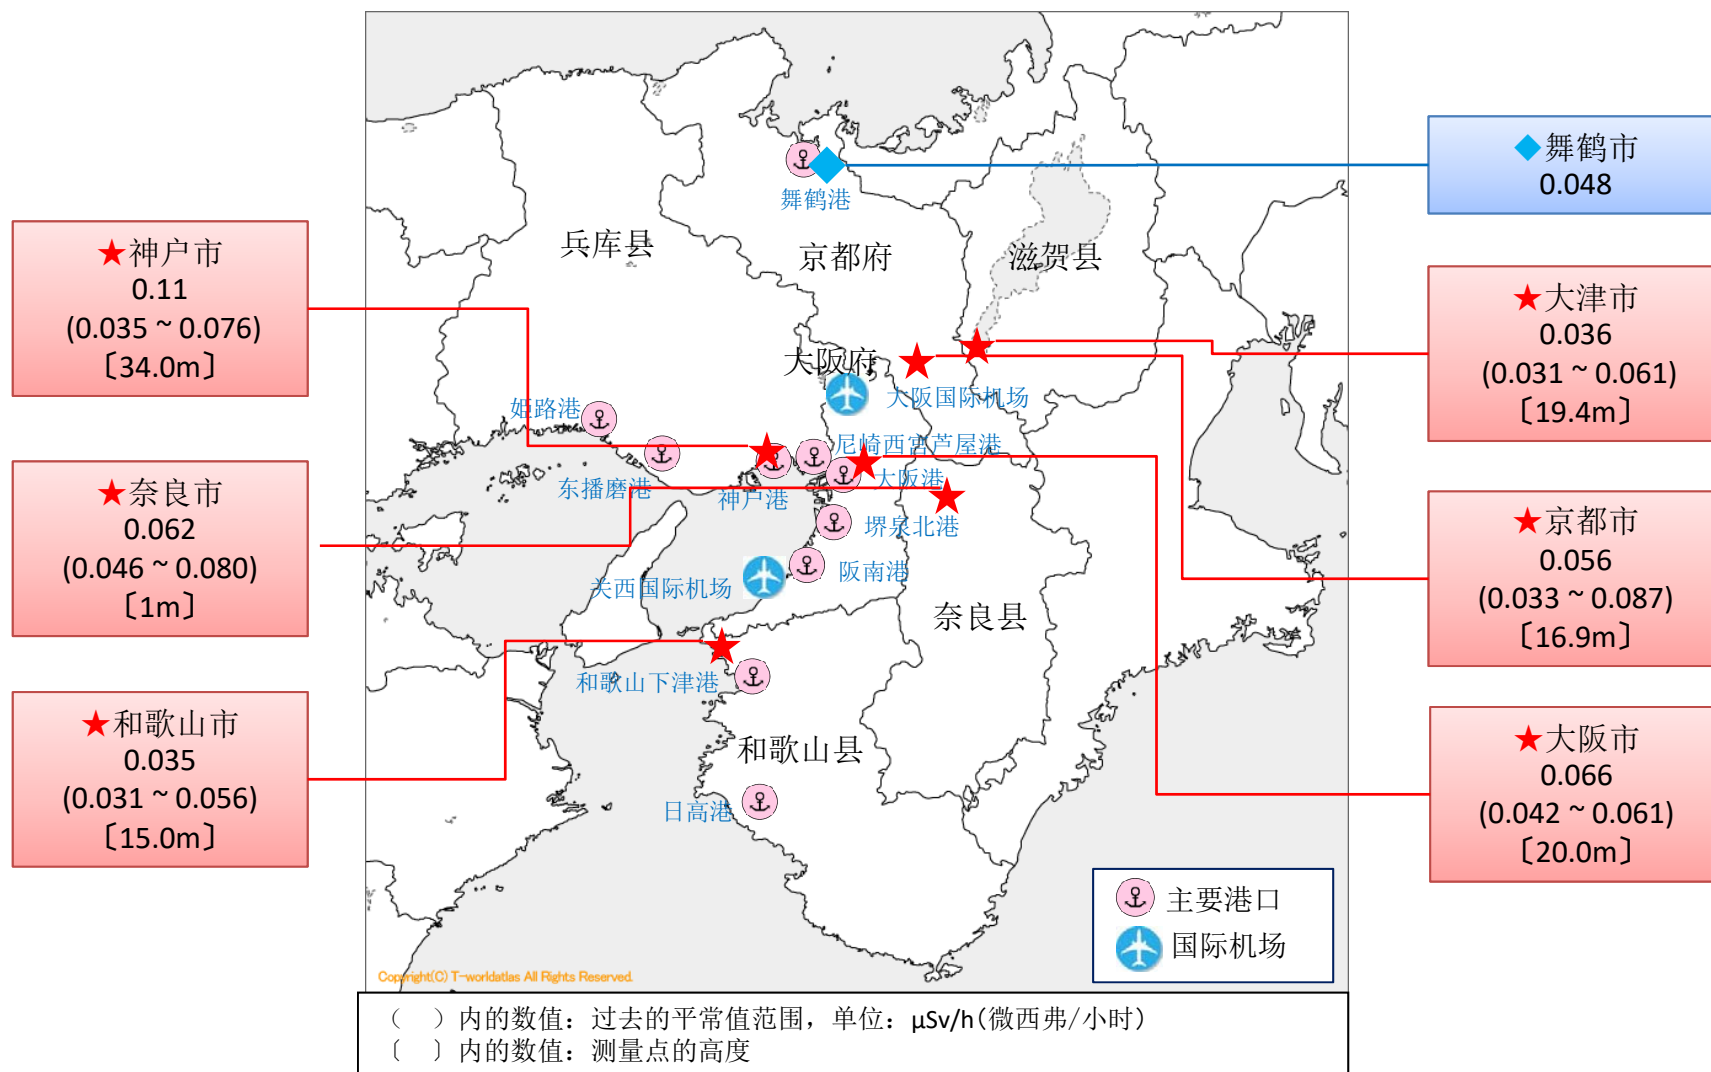 ★神户市
0.11
(0.035 ~ 0.076)
〔34.0m〕
★奈良市
0.062
(0.046 ~ 0.080)
〔1m〕
★和歌山市
0.035
(0.031 ~ 0.056)
〔15.0m〕
舞鹤港
兵库县
京都府
滋贺县
大阪府
大阪国际机场
姬路港
尼崎西宫芦屋港
东播磨港
神户港
大阪港
堺泉北港
阪南港
关西国际机场
奈良县
和歌山下津港
和歌山县
日高港
◆舞鹤市
0.048
★大津市
0.036
(0.031 ~ 0.061)
〔19.4m〕
★京都市
0.056
(0.033 ~ 0.087)
〔16.9m〕
★大阪市
0.066
(0.042 ~ 0.061)
〔20.0m〕
主要港口
国际机场
Copyright(C) T-worldatlas All Rights Reserved.
（ ）内的数值：过去的平常值范围，单位：μSv/h(微西弗/小时)
〔 〕内的数值：测量点的高度